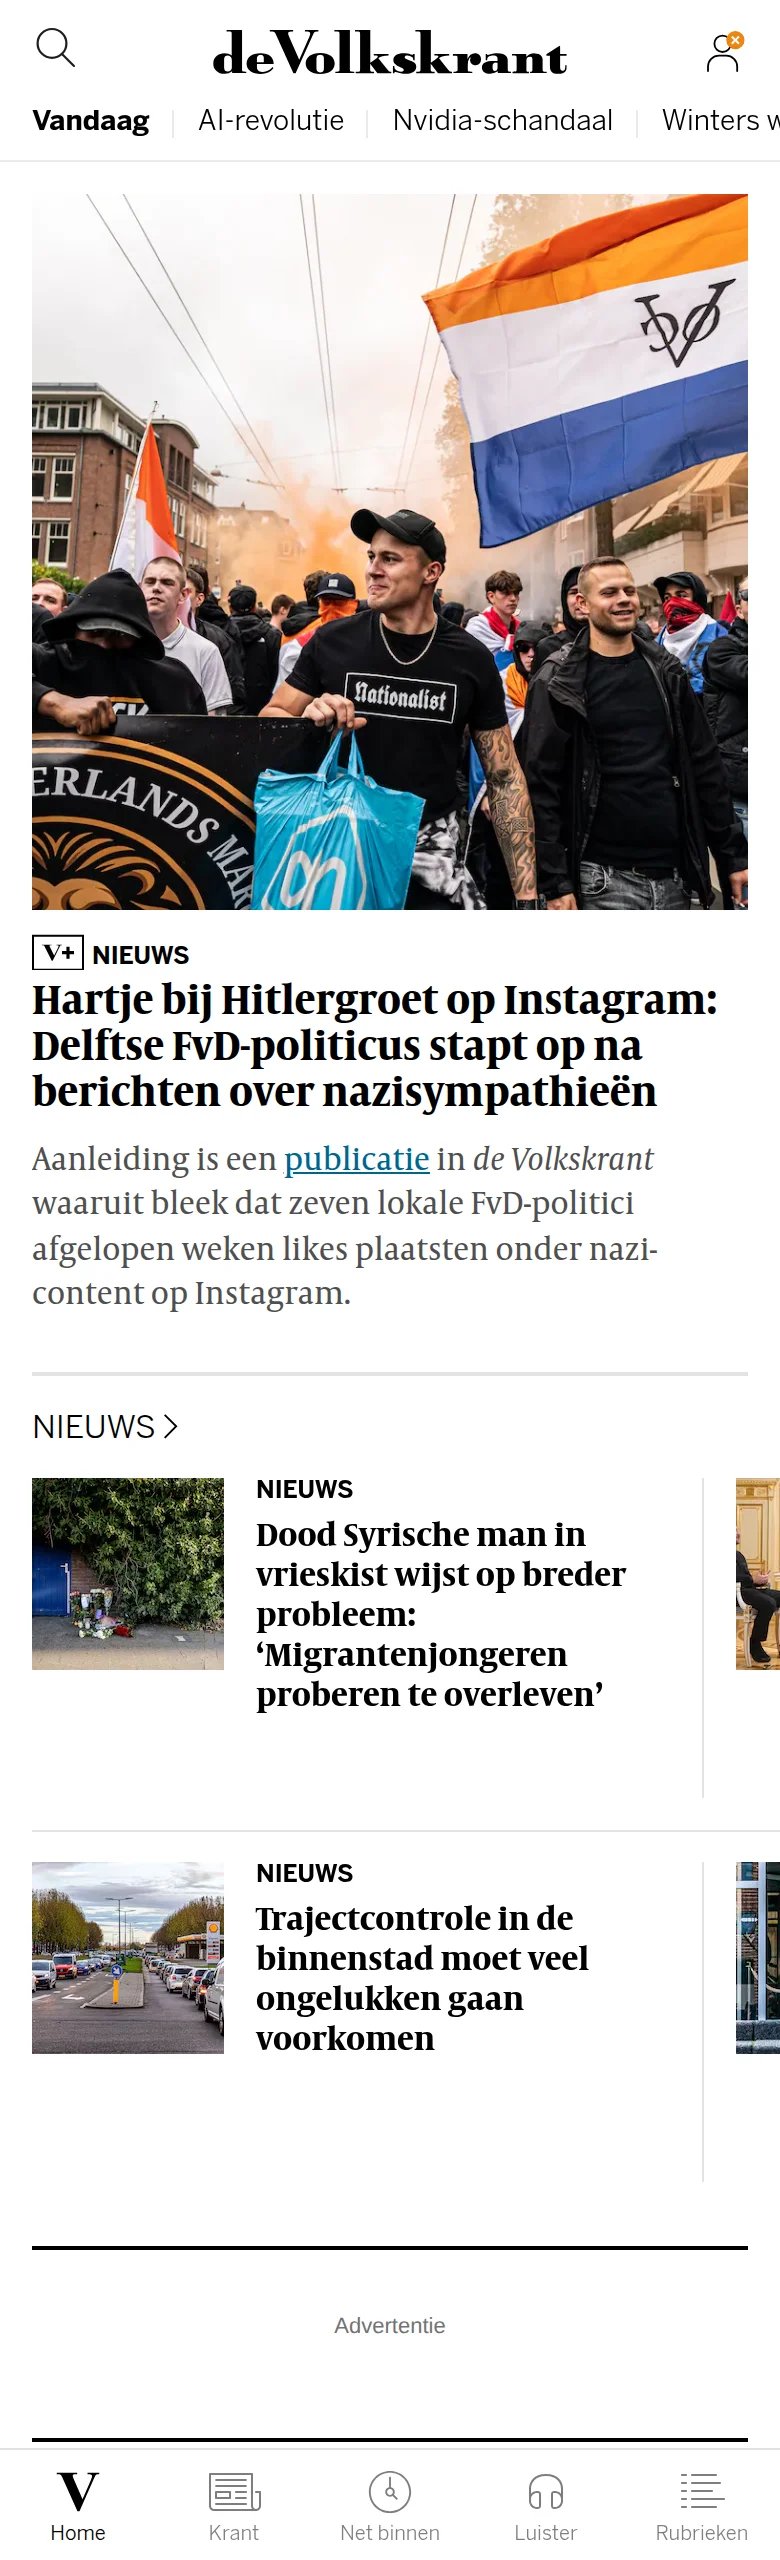 deVolkskrant
Vandaag
AI-revolutie
Nvidia-schandaal
Winters
Nationalist
ERLANDS
V+ NIEUWS
Hartje bij Hitlergroet op Instagram:
Delftse FvD-politicus stapt op na
berichten over nazisympathieën
Aanleiding is een publicatie in de Volkskrant
waaruit bleek dat zeven lokale FvD-politici
afgelopen weken likes plaatsten onder nazi-
content op Instagram.
NIEUWS
NIEUWS
Dood Syrische man in
vrieskist wijst op breder
probleem:
‘Migrantenjongeren
proberen te overleven’
NIEUWS
Trajectcontrole in de
binnenstad moet veel
ongelukken gaan
voorkomen
Advertentie
V
Home
Krant
Net binnen
Luister
Rubrieken